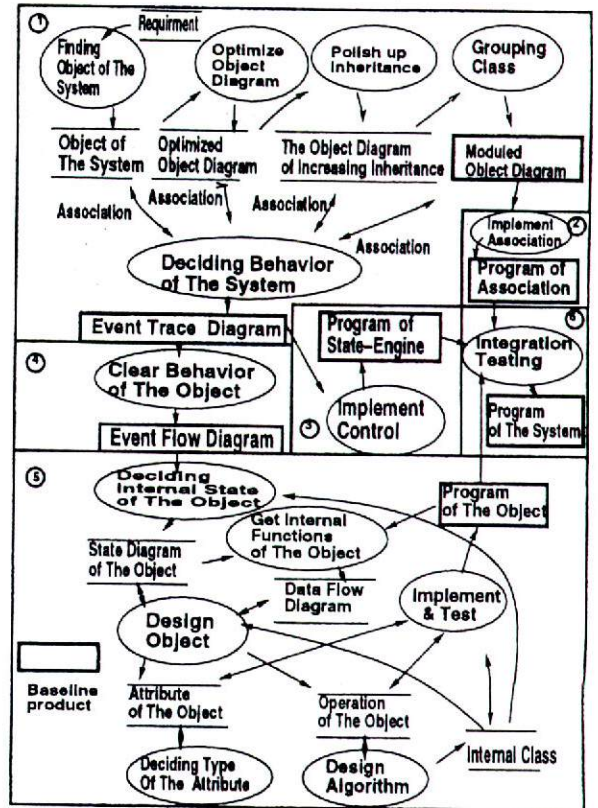 1
Requirment
Finding
Object of The
System
Optimize
Object
Diagram
Polish up
Inheritance
Grouping
Class
Object of
The System
Optimized
Object Diagram
The Object Diagram
of Increasing Inheritance
Moduled
Object Diagram
Association
Association
Association
Association
Deciding Behavior
of The System
2
Implement
Association
Program of
Association
Event Trace Diagram
Program of
State-Engine
6
Integration
Testing
4
Clear Behavior
of The Object
3
Implement
Control
Program
of The System
Event Flow Diagram
5
Deciding
Internal State
of The Object
Get Internal
Functions
of The Object
Program
of The Object
State Diagram
of The Object
Data Flow
Diagram
Implement
& Test
Design
Object
Baseline
product
Attribute
of The Object
Operation
of The Object
Internal Class
Deciding Type
Of The Attribute
Design
Algorithm